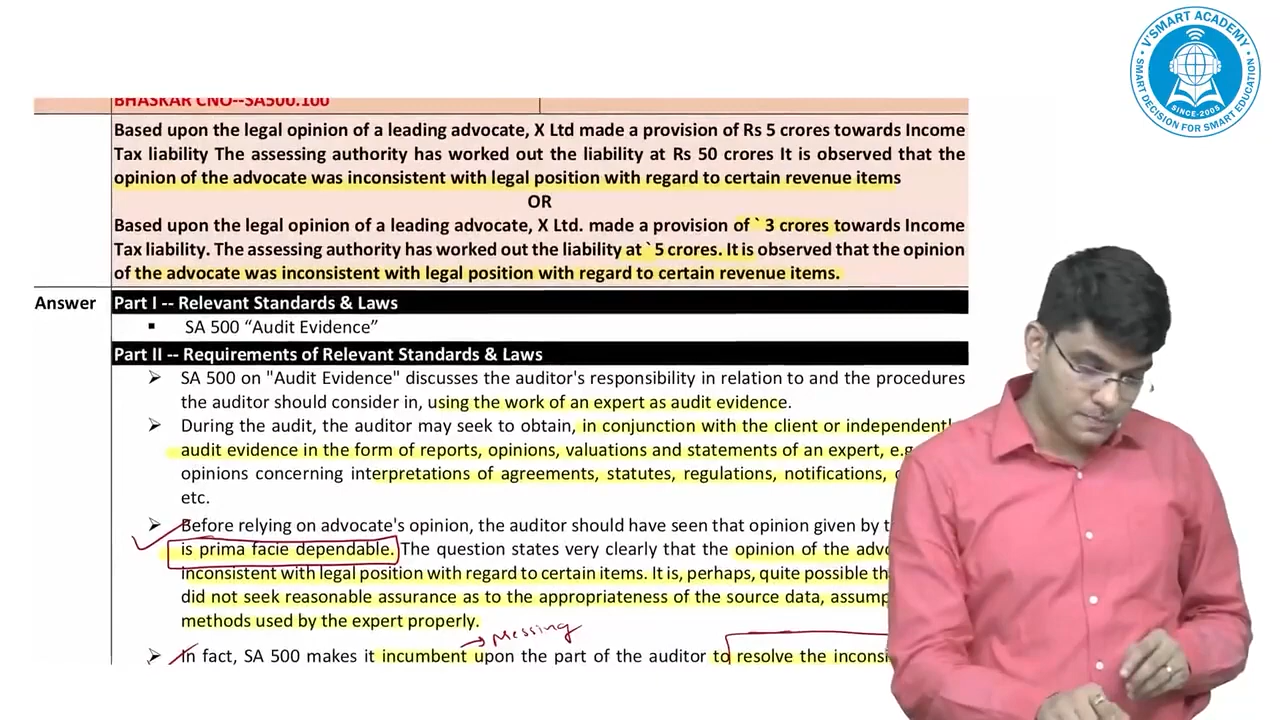 V'SMART ACADEMY
SMART DECISION FOR SMART EDUCATION
SINCE-2005
BHASKAR CNO--SA500.100
Based upon the legal opinion of a leading advocate, X Ltd made a provision of Rs 5 crores towards Income
Tax liability The assessing authority has worked out the liability at Rs 50 crores It is observed that the
opinion of the advocate was inconsistent with legal position with regard to certain revenue items
OR
Based upon the legal opinion of a leading advocate, X Ltd. made a provision of ` 3 crores towards Income
Tax liability. The assessing authority has worked out the liability at ` 5 crores. It is observed that the opinion
of the advocate was inconsistent with legal position with regard to certain revenue items.
Answer Part I -- Relevant Standards & Laws
▪ SA 500 “Audit Evidence”
Part II -- Requirements of Relevant Standards & Laws
➢ SA 500 on "Audit Evidence" discusses the auditor's responsibility in relation to and the procedures
the auditor should consider in, using the work of an expert as audit evidence.
➢ During the audit, the auditor may seek to obtain, in conjunction with the client or
audit evidence in the form of reports, opinions, valuations and statements of an expert, e.g.
opinions concerning interpretations of agreements, statutes, regulations, notifications,
etc.
➢ Before relying on advocate's opinion, the auditor should have seen that opinion given by
is prima facie dependable. The question states very clearly that the opinion of the
inconsistent with legal position with regard to certain items. It is, perhaps, quite possible
did not seek reasonable assurance as to the appropriateness of the source data,
methods used by the expert properly.
➢ In fact, SA 500 makes it incumbent upon the part of the auditor to resolve the